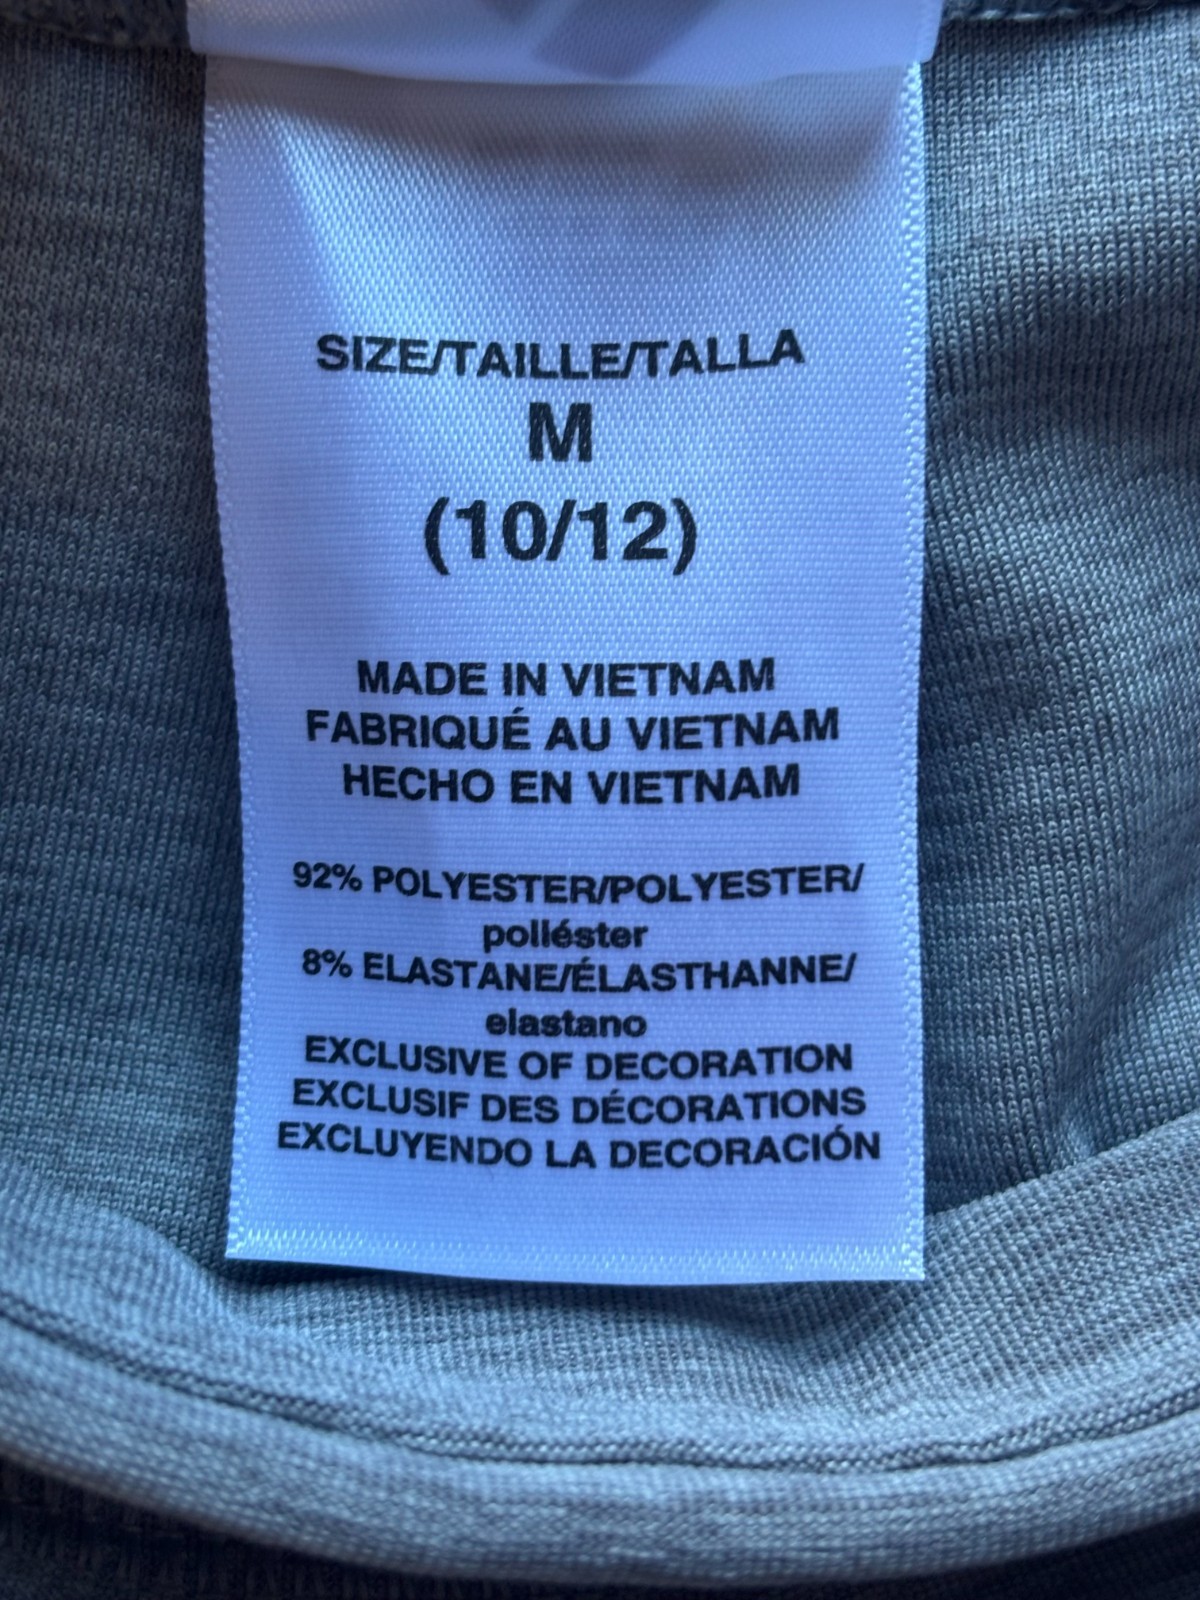 SIZE/TAILLE/TALLA
M
(10/12)
MADE IN VIETNAM
FABRIQUÉ AU VIETNAM
HECHO EN VIETNAM
92% POLYESTER/POLYESTER/
poliéster
8% ELASTANE/ÉLASTHANNE/
elastano
EXCLUSIVE OF DECORATION
EXCLUSIF DES DÉCORATIONS
EXCLUYENDO LA DECORACIÓN